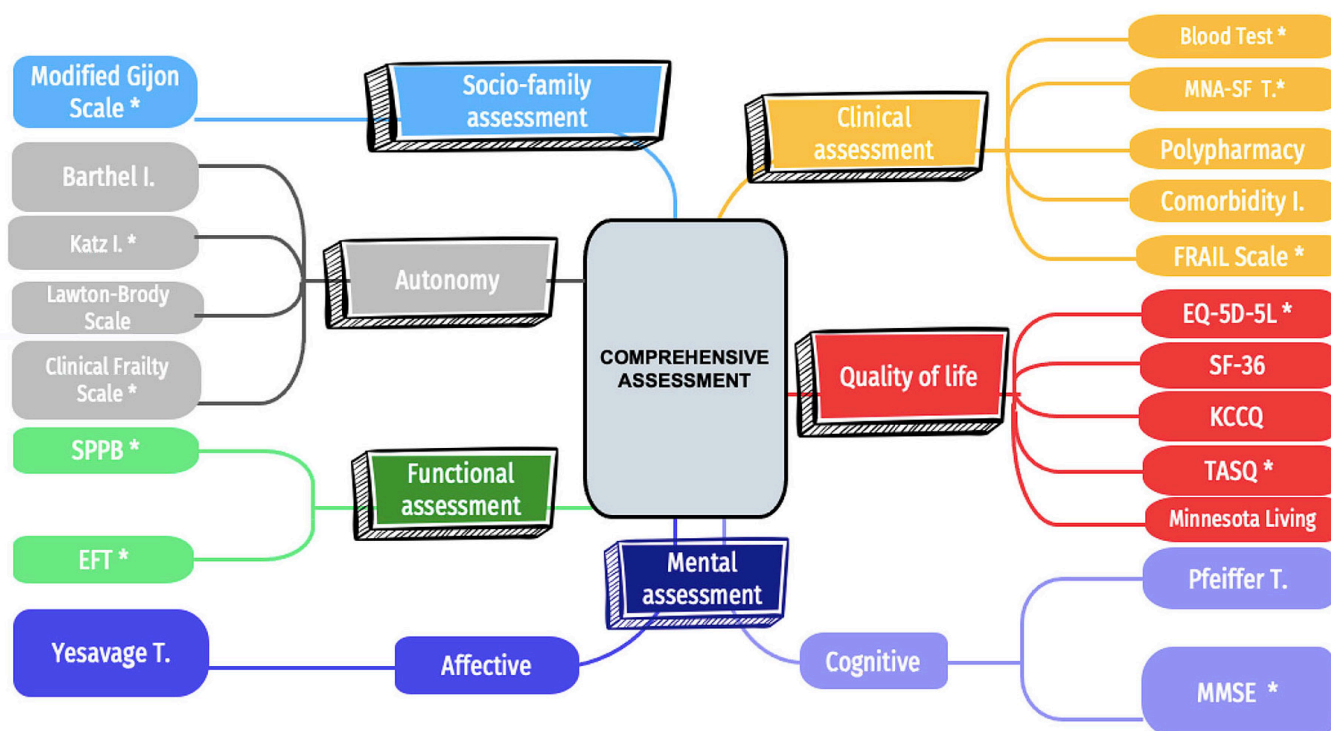 Modified Gijon
Scale *
Barthel I.
Katz I. *
Lawton-Brody
Scale
Clinical Frailty
Scale *
SPPB *
EFT *
Yesavage T.
Socio-family
assessment
Autonomy
Functional
assessment
Affective
COMPREHENSIVE
ASSESSMENT
Mental
assessment
Clinical
assessment
Quality of life
Cognitive
Blood Test *
MNA-SF T.*
Polypharmacy
Comorbidity I.
FRAIL Scale *
EQ-5D-5L *
SF-36
KCCQ
TASQ *
Minnesota Living
Pfeiffer T.
MMSE *